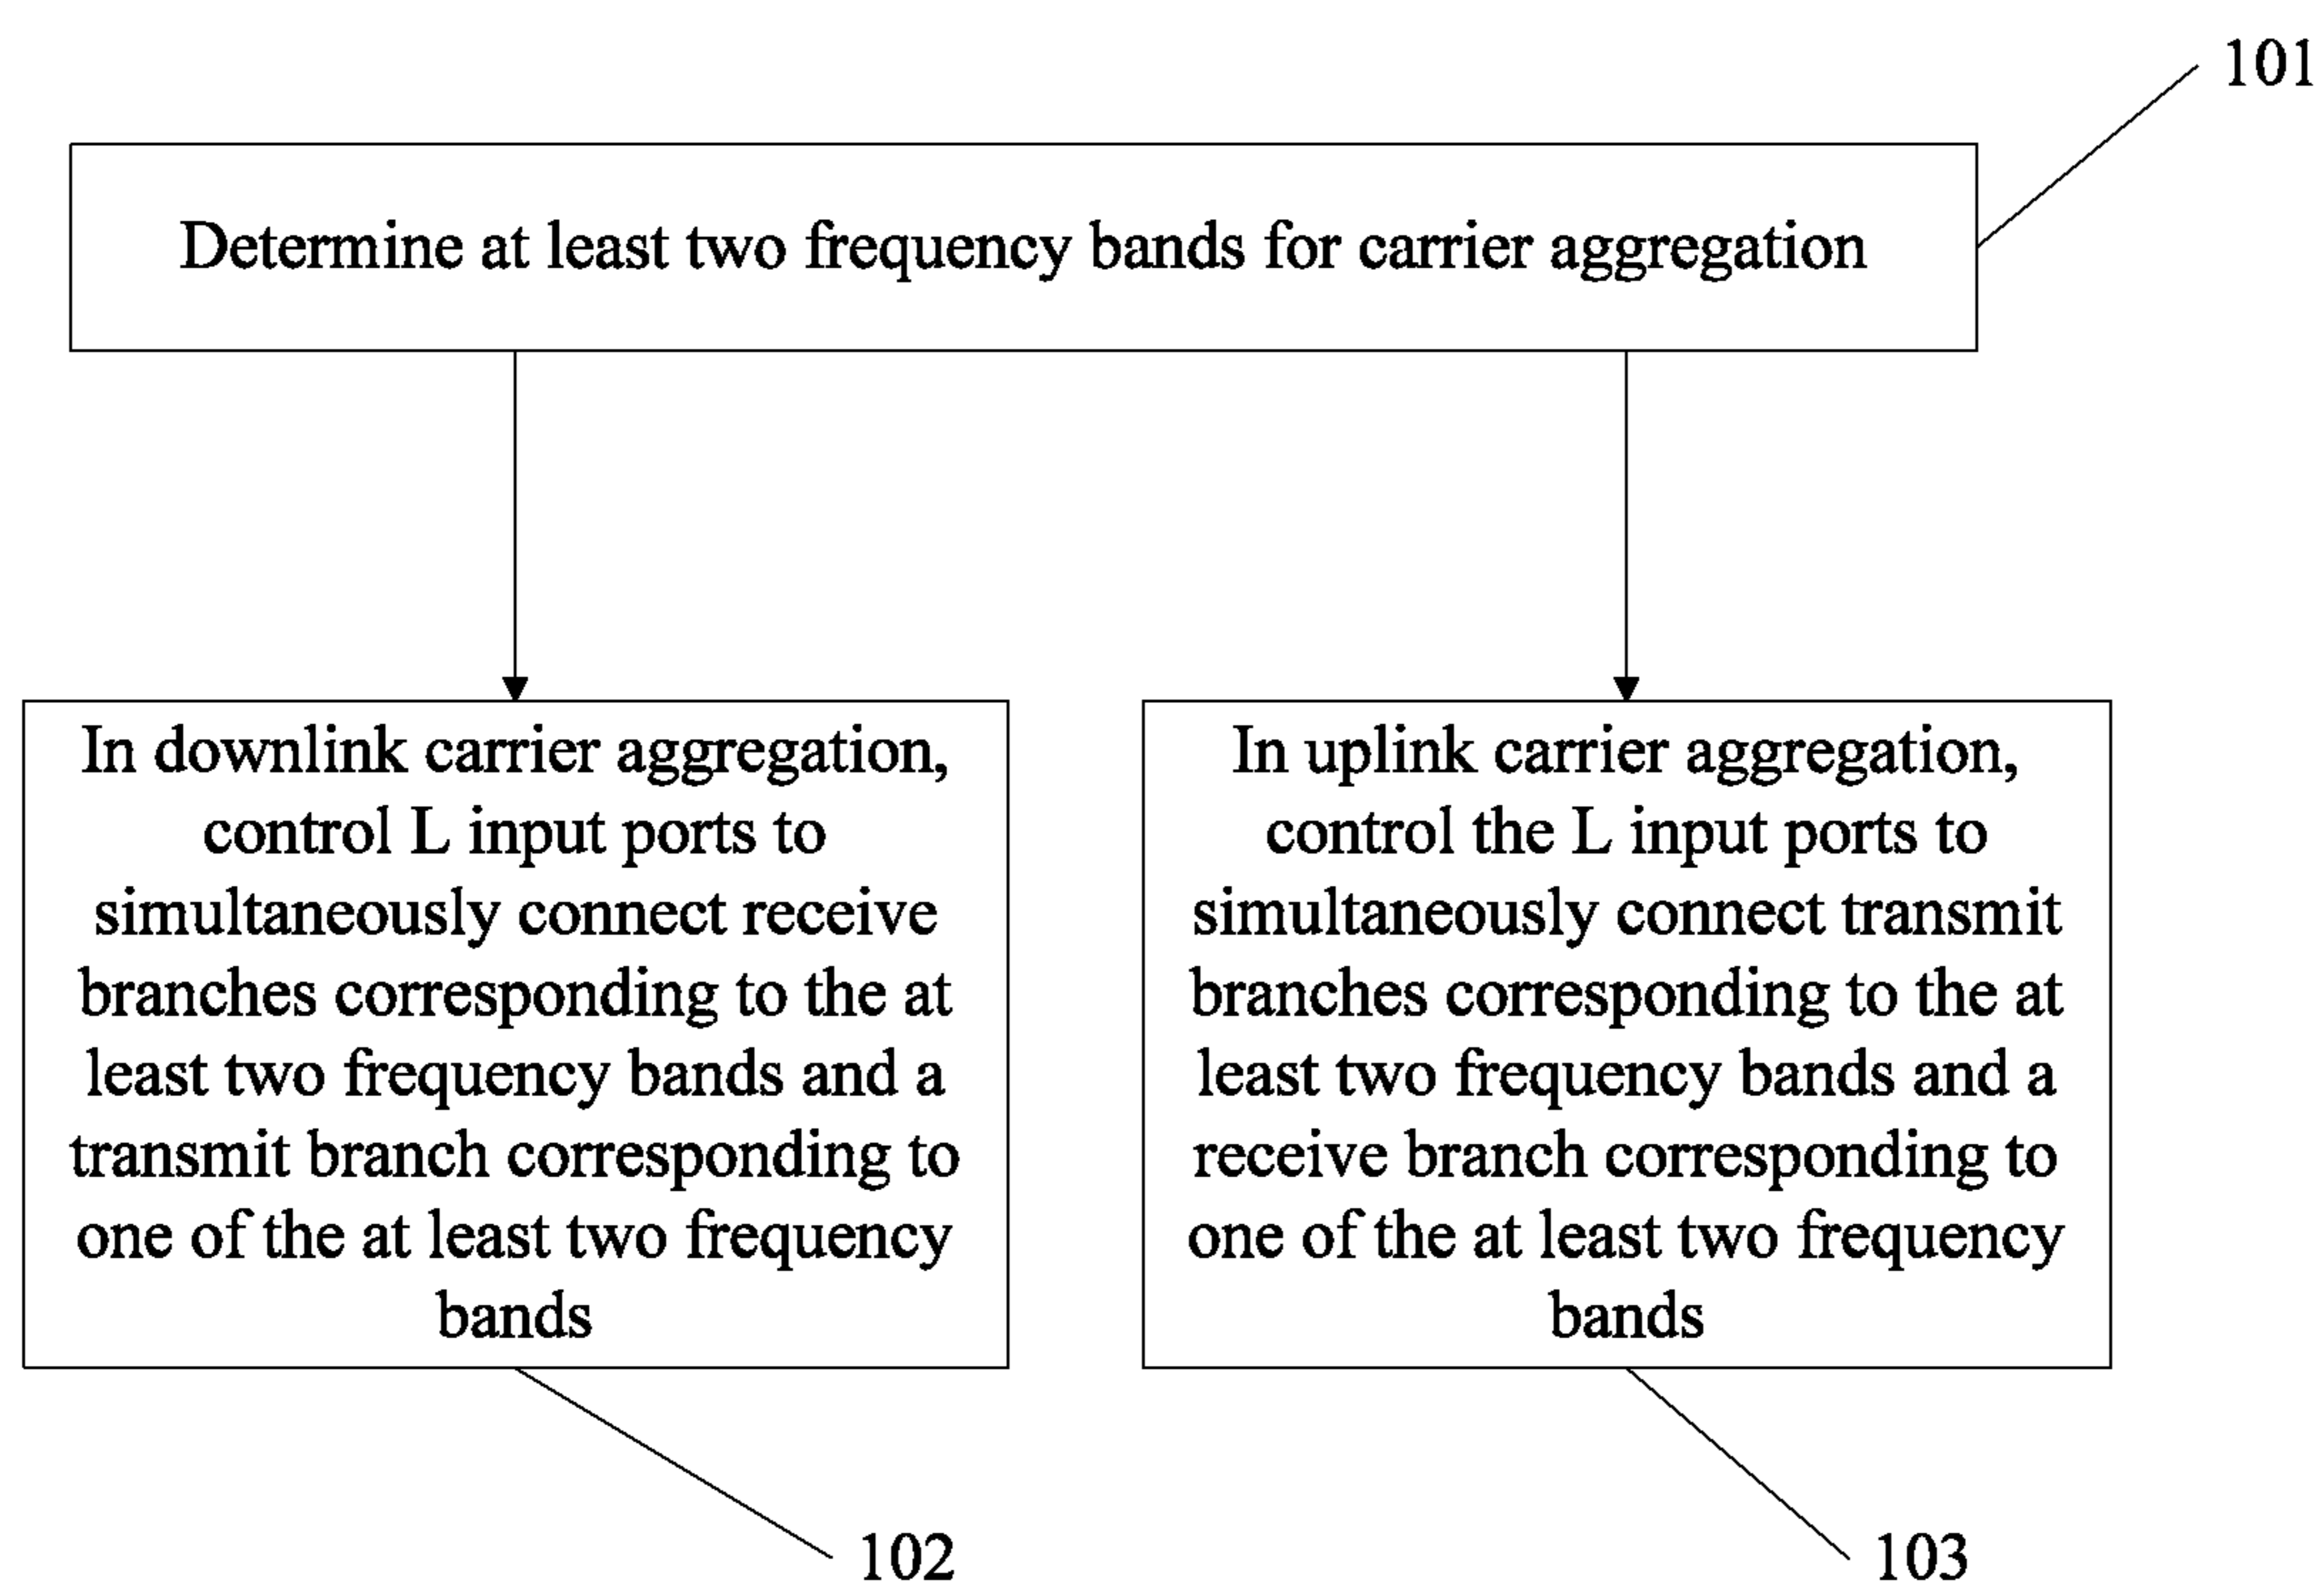 101
Determine at least two frequency bands for carrier aggregation
In downlink carrier aggregation,
control L input ports to
simultaneously connect receive
branches corresponding to the at
least two frequency bands and a
transmit branch corresponding to
one of the at least two frequency
bands
In uplink carrier aggregation,
control the L input ports to
simultaneously connect transmit
branches corresponding to the at
least two frequency bands and a
receive branch corresponding to
one of the at least two frequency
bands
102
103